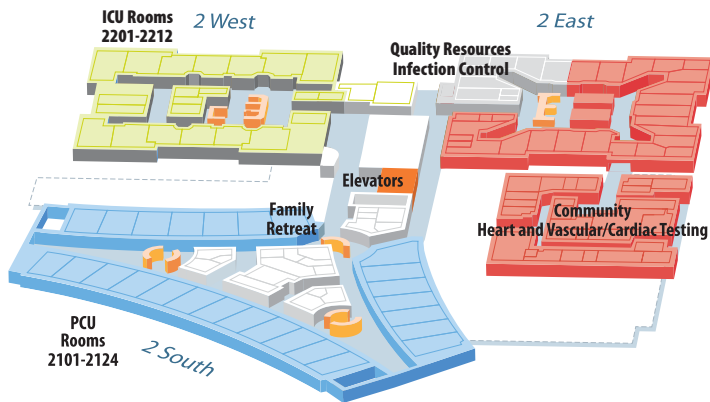 ICU Rooms
2201-2212
2 West
2 East
Quality Resources
Infection Control
Elevators
Family
Retreat
Community
Heart and Vascular/Cardiac Testing
PCU
Rooms
2101-2124
2 South